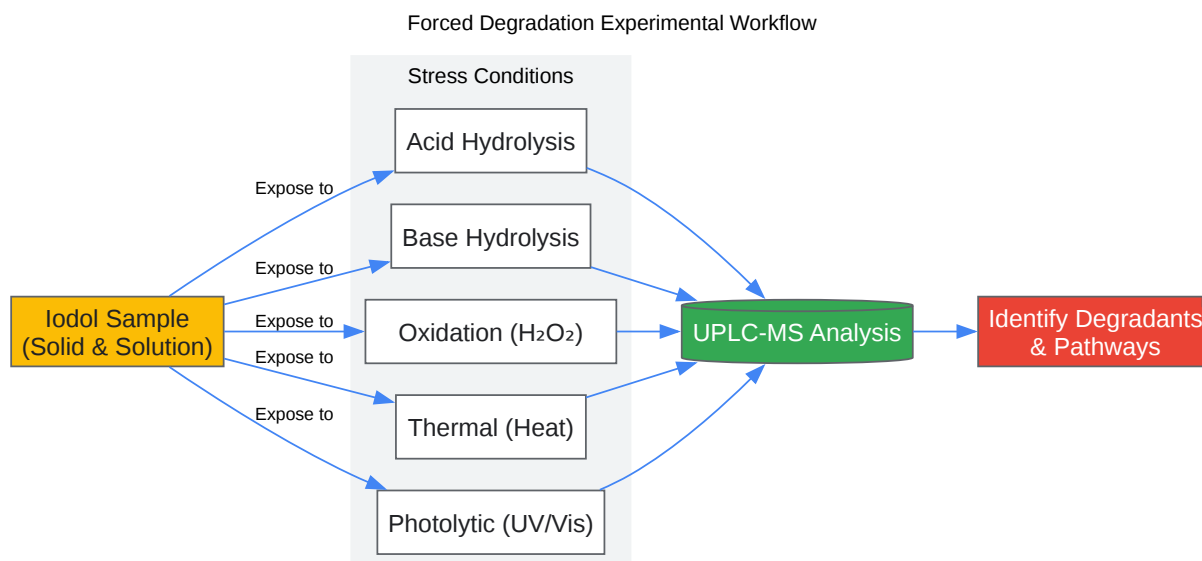 Forced Degradation Experimental Workflow
Stress Conditions
Acid Hydrolysis
Expose to
Base Hydrolysis
Expose to
Iodol Sample
(Solid & Solution)
Expose to
Oxidation (H₂O₂)
UPLC-MS Analysis
Identify Degradants
& Pathways
Expose to
Thermal (Heat)
Expose to
Photolytic (UV/Vis)